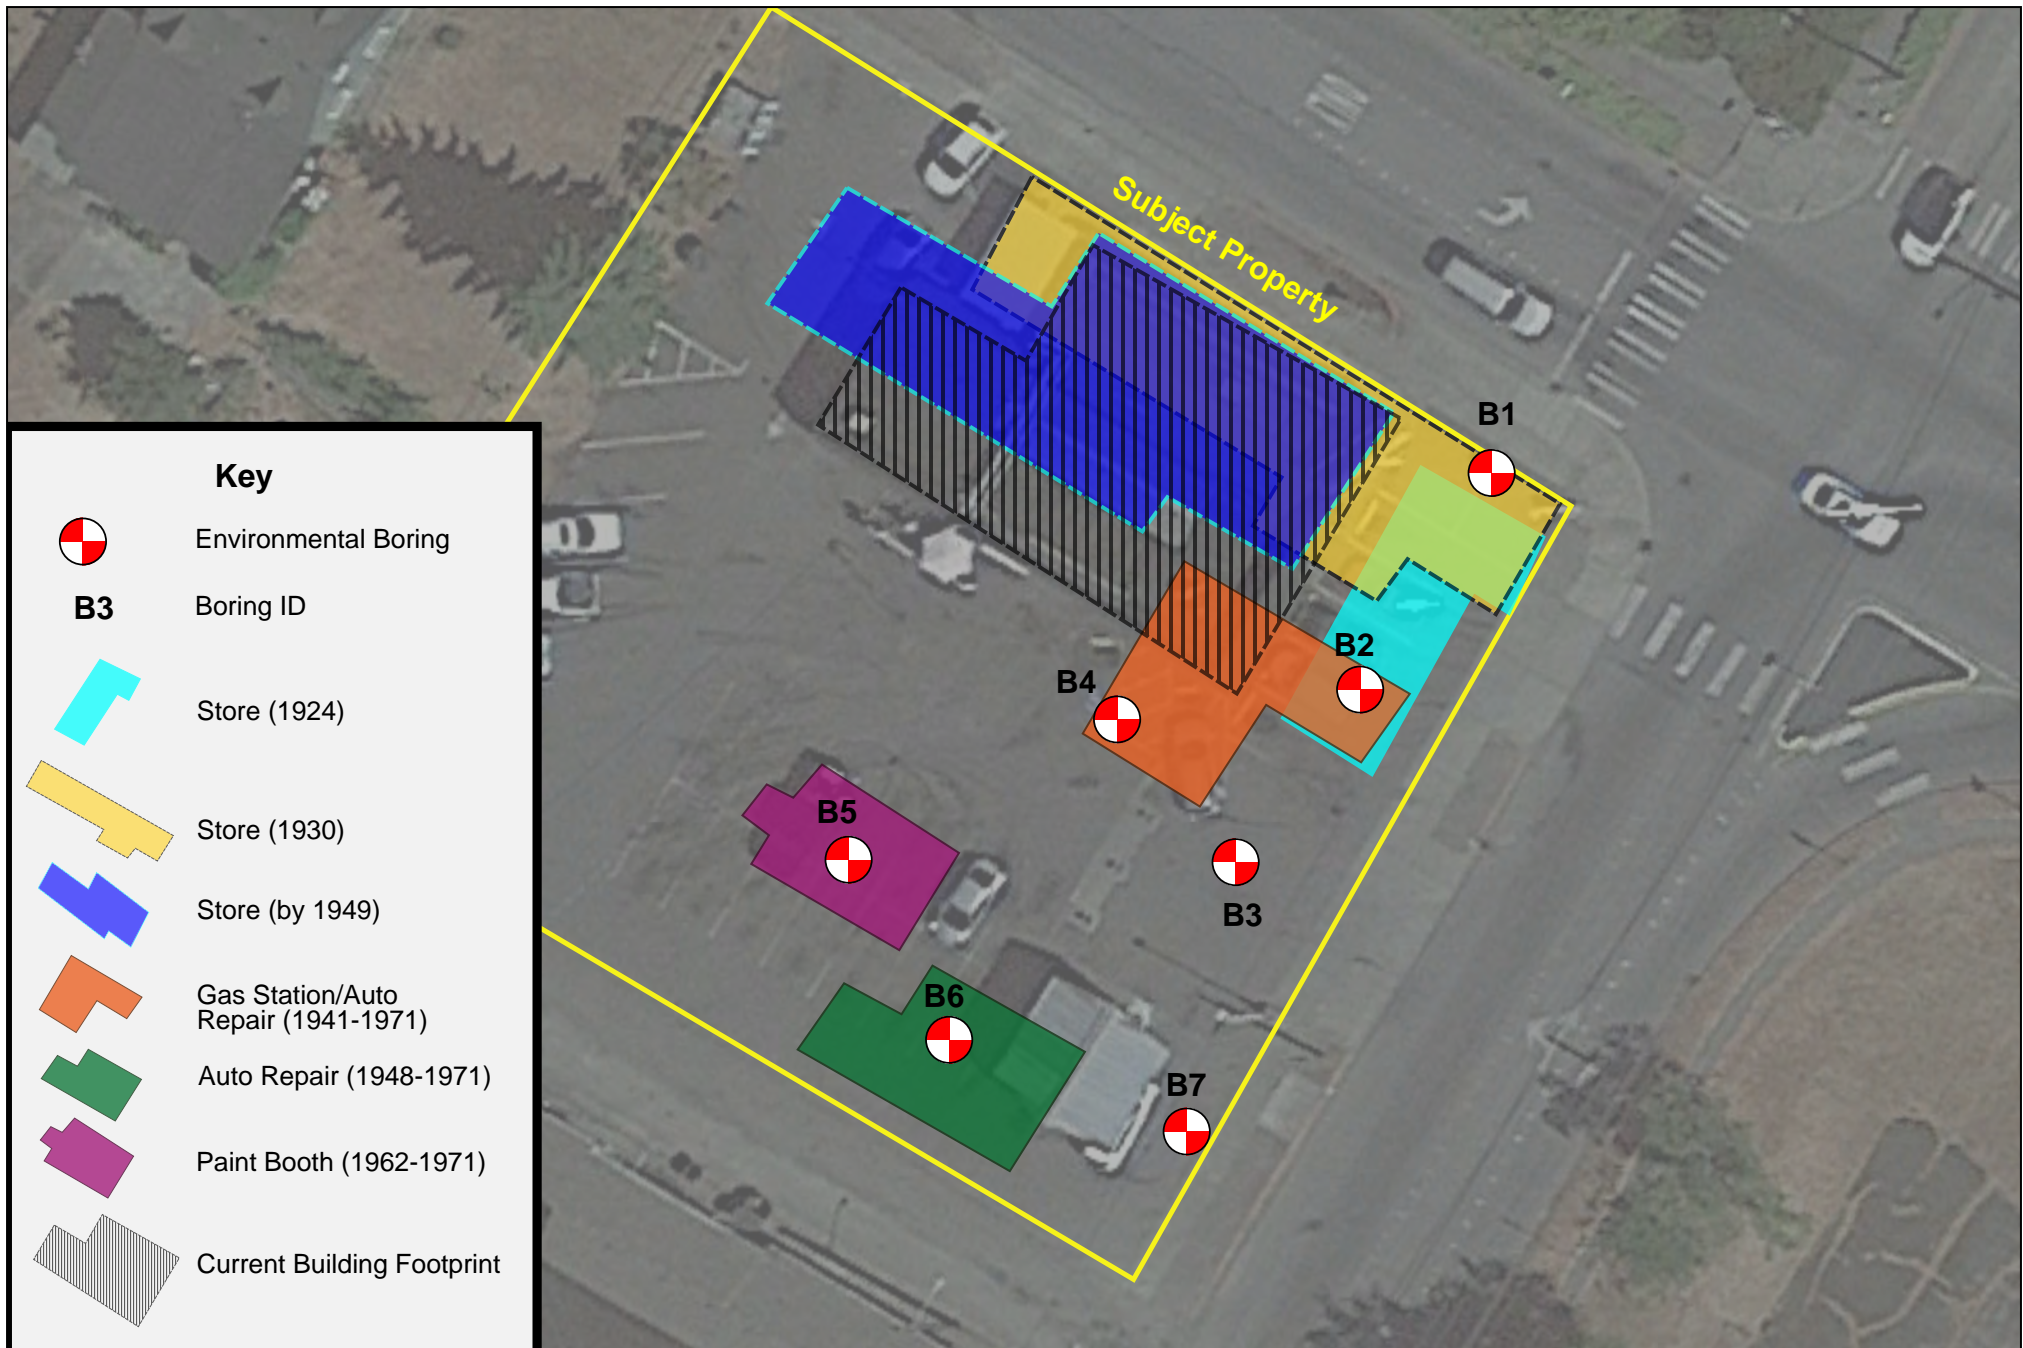 Subject Property
B1
B2
B4
B5
B3
B6
B7
Key
Environmental Boring
B3
Boring ID
Store (1924)
Store (1930)
Store (by 1949)
Gas Station/Auto
Repair (1941-1971)
Auto Repair (1948-1971)
Paint Booth (1962-1971)
Current Building Footprint